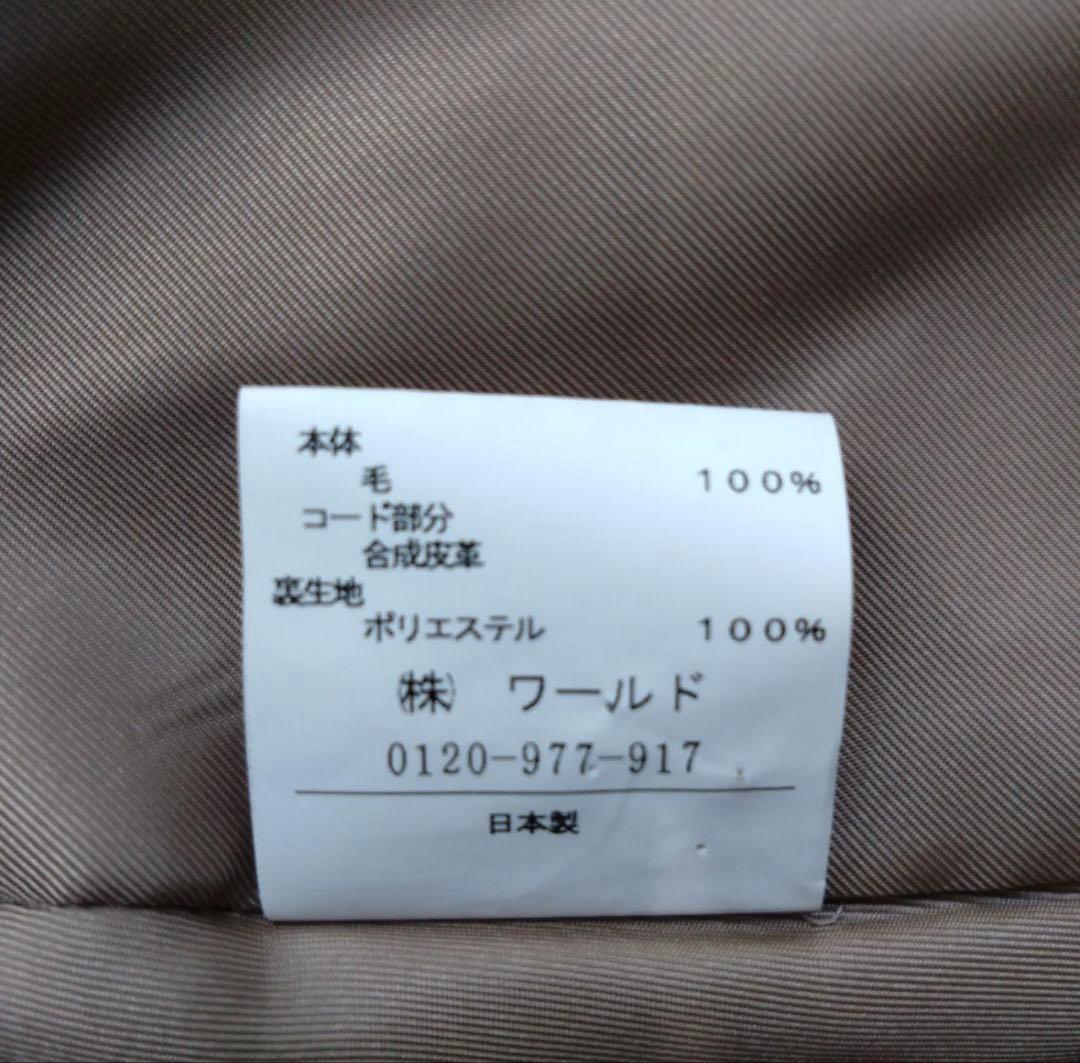 本体
毛 100%
コード部分
合成皮革
裏生地
ポリエステル 100%
㈱ ワールド
0120-977-917
日本製